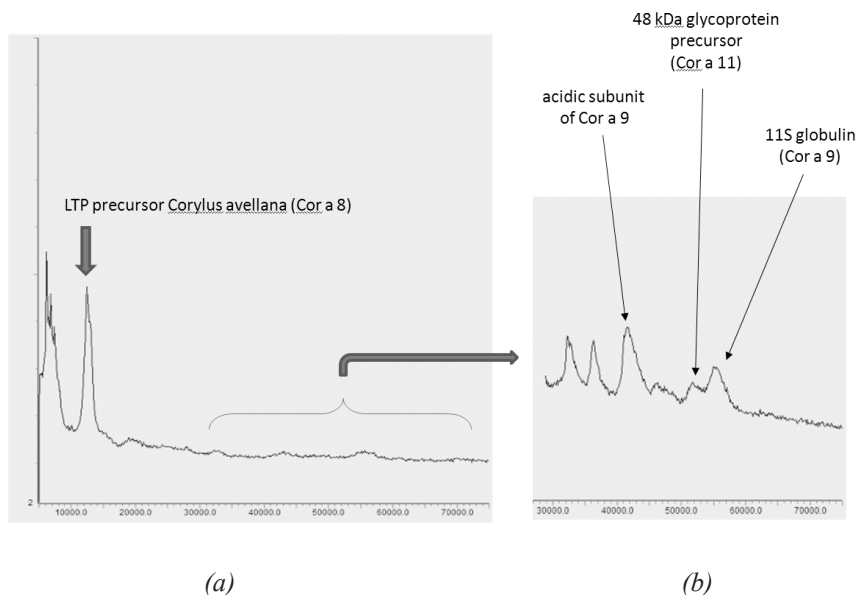 48 kDa glycoprotein
precursor
(Cor a 11)
acidic subunit
of Cor a 9
11S globulin
(Cor a 9)
LTP precursor Corylus avellana (Cor a 8)
2
10000.0 20000.0 30000.0 40000.0 50000.0 60000.0 70000.0
30000.0 40000.0 50000.0 60000.0 70000.0
(a) (b)